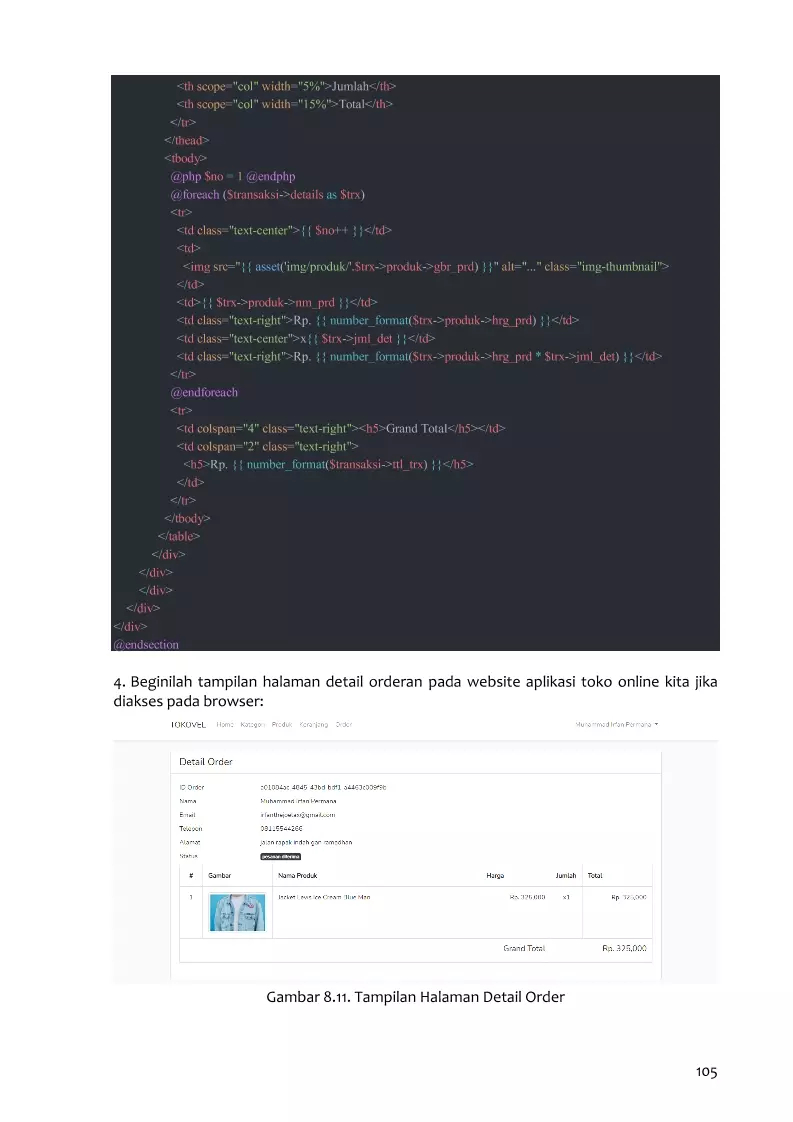 <th scope="col" width="5%">Jumlah</th>
<th scope="col" width="15%">Total</th>
</tr>
</thead>
<tbody>
@php $no = 1 @endphp
@foreach ($transaksi->details as $trx)
<tr>
<td class="text-center">{{ $no++ }}</td>
<td>
<img src="{{ asset('img/produk/'.$trx->produk->gbr_prd) }}" alt="..." class="img-thumbnail">
</td>
<td>{{ $trx->produk->nm_prd }}</td>
<td class="text-right">Rp. {{ number_format($trx->produk->hrg_prd) }}</td>
<td class="text-center">x{{ $trx->jml_det }}</td>
<td class="text-right">Rp. {{ number_format($trx->produk->hrg_prd * $trx->jml_det) }}</td>
</tr>
@endforeach
<tr>
<td colspan="4" class="text-right"><h5>Grand Total</h5></td>
<td colspan="2" class="text-right">
<h5>Rp. {{ number_format($transaksi->ttl_trx) }}</h5>
</td>
</tr>
</tbody>
</table>
</div>
</div>
</div>
</div>
</div>
@endsection
4. Beginilah tampilan halaman detail orderan pada website aplikasi toko online kita jika
diakses pada browser:
TOKOVEL Home Kategori Produk Keranjang Order Muhammad Irfan Permana
Detail Order
ID Order
Nama Muhammad Irfan Permana
Email irfanthejoetax@gmail.com
Telepon 08115544266
Alamat jalan rapak indah gan ramadhan
Status pesanan diterima
# Gambar Nama Produk Harga Jumlah Total
1 Jacket Levis Ice Cream Blue Man Rp. 325,000 x1 Rp. 325,000
Grand Total Rp. 325,000
Gambar 8.11. Tampilan Halaman Detail Order
105